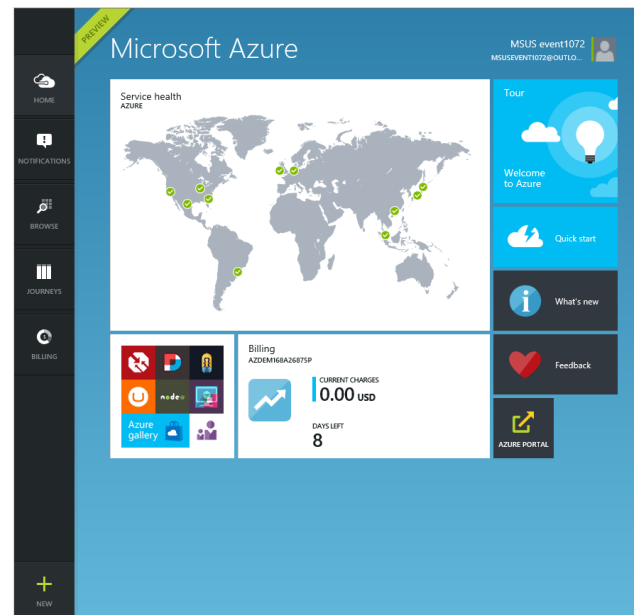 PREVIEW
Microsoft Azure
MSUS event1072
MSUSEVENT1072@OUTLO...
HOME
NOTIFICATIONS
BROWSE
JOURNEYS
BILLING
NEW
Service health
AZURE
Tour
Welcome
to Azure
Quick start
What's new
Feedback
AZURE PORTAL
node
Azure
gallery
Billing
AZDEM168A26875P
CURRENT CHARGES
0.00 USD
DAYS LEFT
8